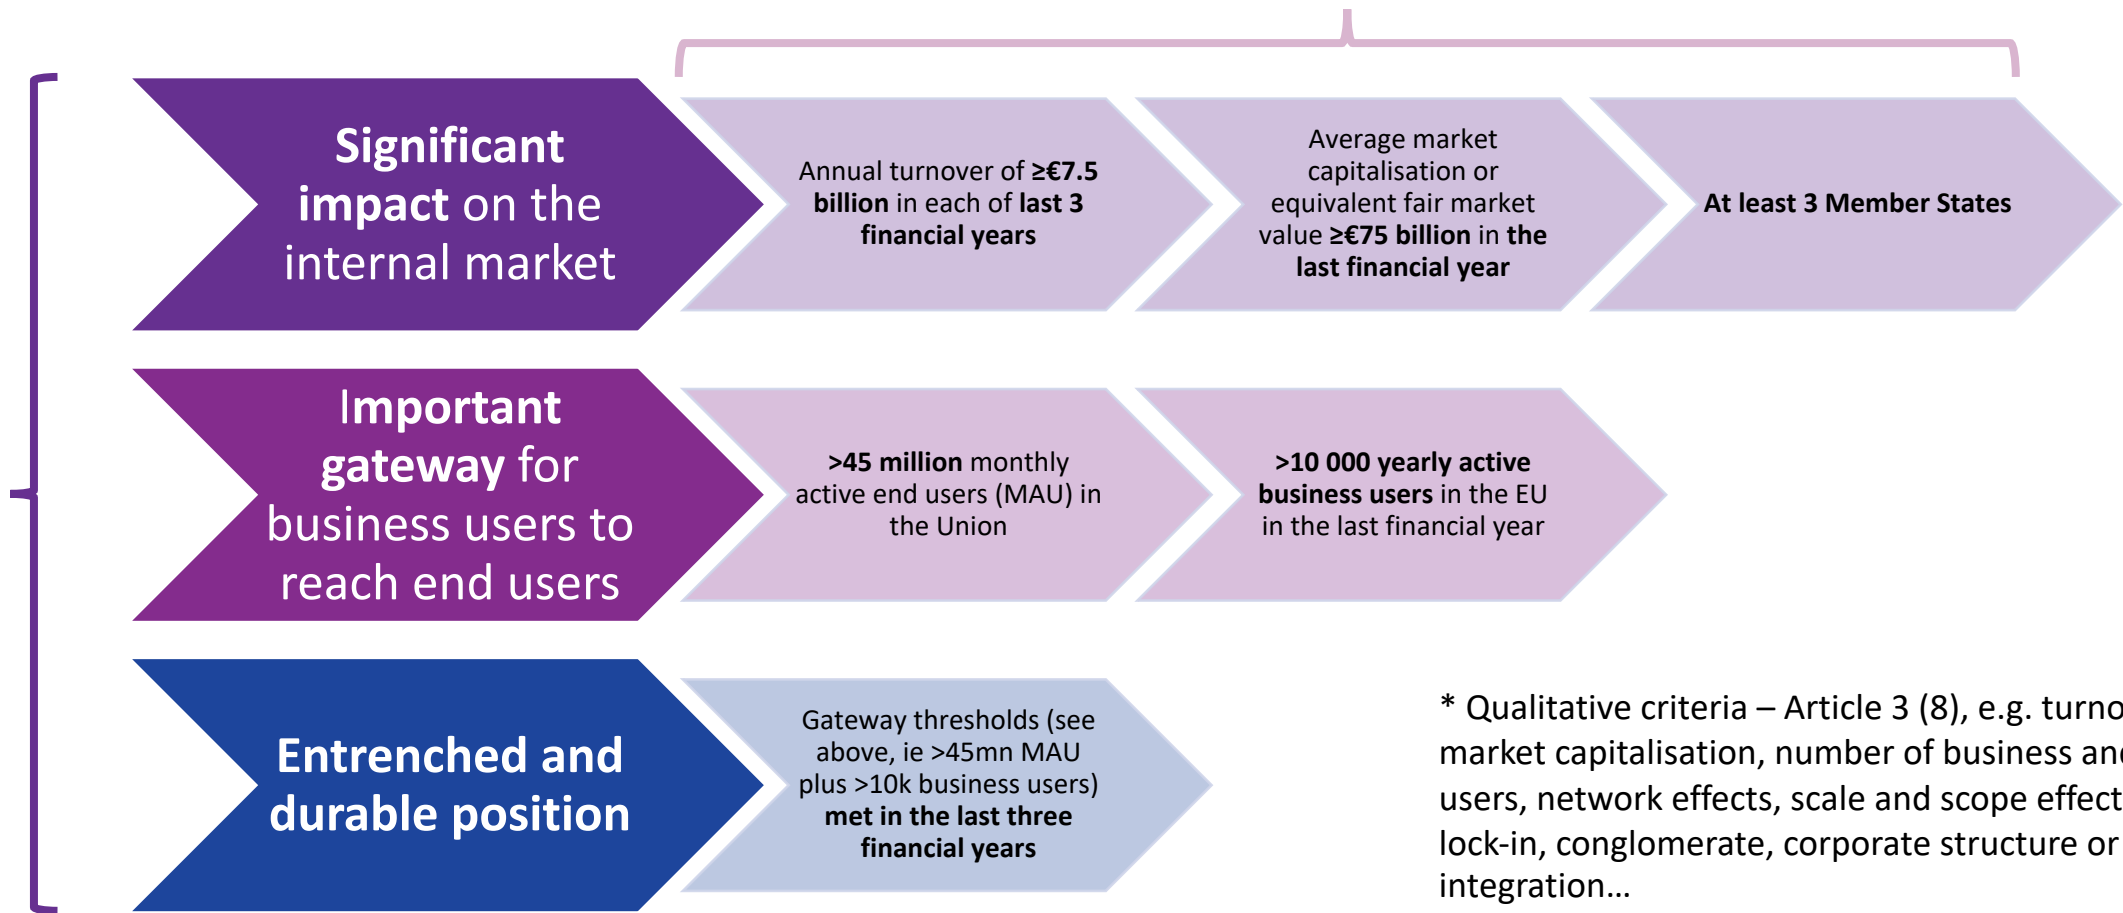 Significant
impact on the
internal market
Annual turnover of ≥€7.5
billion in each of last 3
financial years
Average market
capitalisation or
equivalent fair market
value ≥€75 billion in the
last financial year
At least 3 Member States
Important
gateway for
business users to
reach end users
>45 million monthly
active end users (MAU) in
the Union
>10 000 yearly active
business users in the EU
in the last financial year
Entrenched and
durable position
Gateway thresholds (see
above, ie >45mn MAU
plus >10k business users)
met in the last three
financial years
* Qualitative criteria – Article 3 (8), e.g.
market capitalisation, number of business
users, network effects, scale and scope
lock-in, conglomerate, corporate structure or
integration…